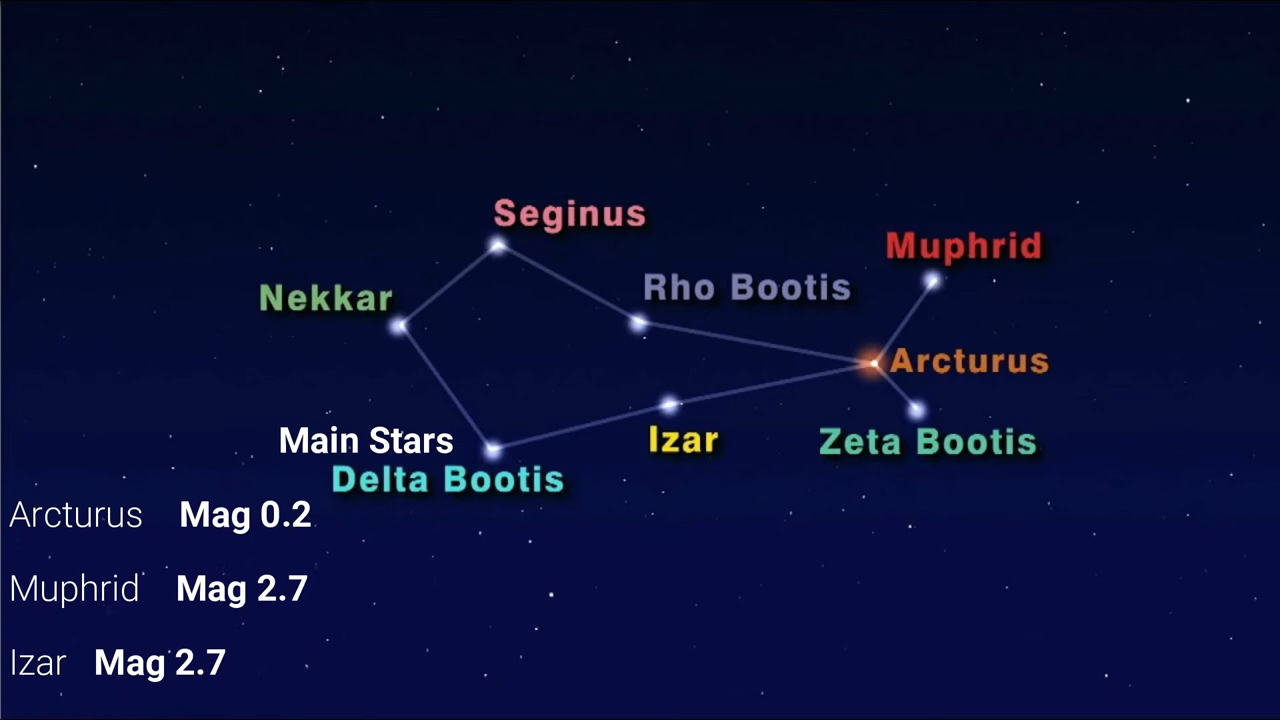 Seginus
Muphrid
Nekkar
Rho Bootis
Arcturus
Main Stars
Izar
Zeta Bootis
Delta Bootis
Arcturus Mag 0.2
Muphrid Mag 2.7
Izar Mag 2.7